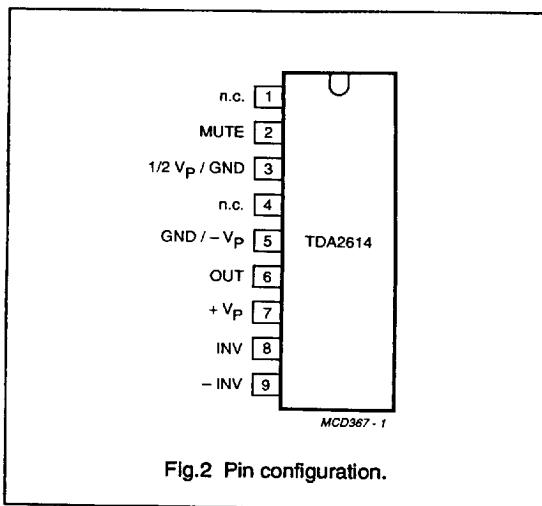 n.c. 1
MUTE 2
1/2 VP / GND 3
n.c. 4
GND / – VP 5
TDA2614
OUT 6
+ VP 7
INV 8
– INV 9
MCD367 - 1
Fig.2 Pin configuration.